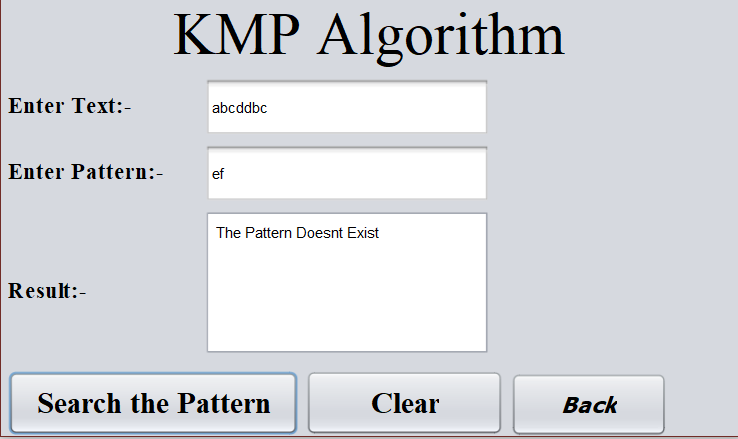 KMP Algorithm
Enter Text:- abcddbc
Enter Pattern:- ef
The Pattern Doesnt Exist
Result:-
Search the Pattern Clear Back